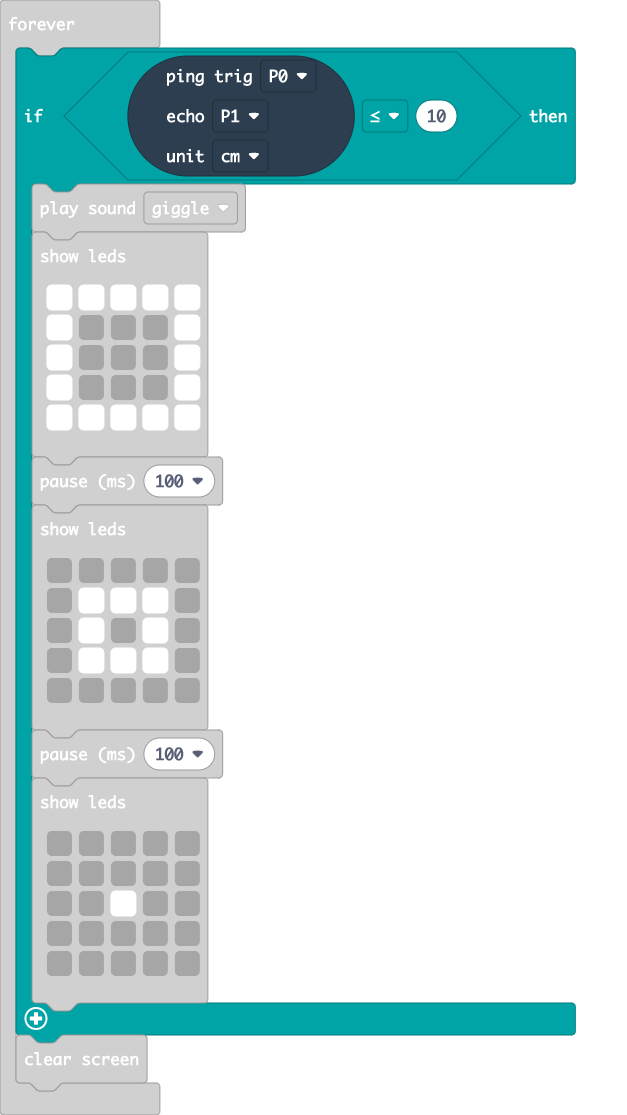 forever
ping trig P0
if echo P1 ≤ 10 then
unit cm
play sound giggle
show leds
pause (ms) 100
show leds
pause (ms) 100
show leds
clear screen